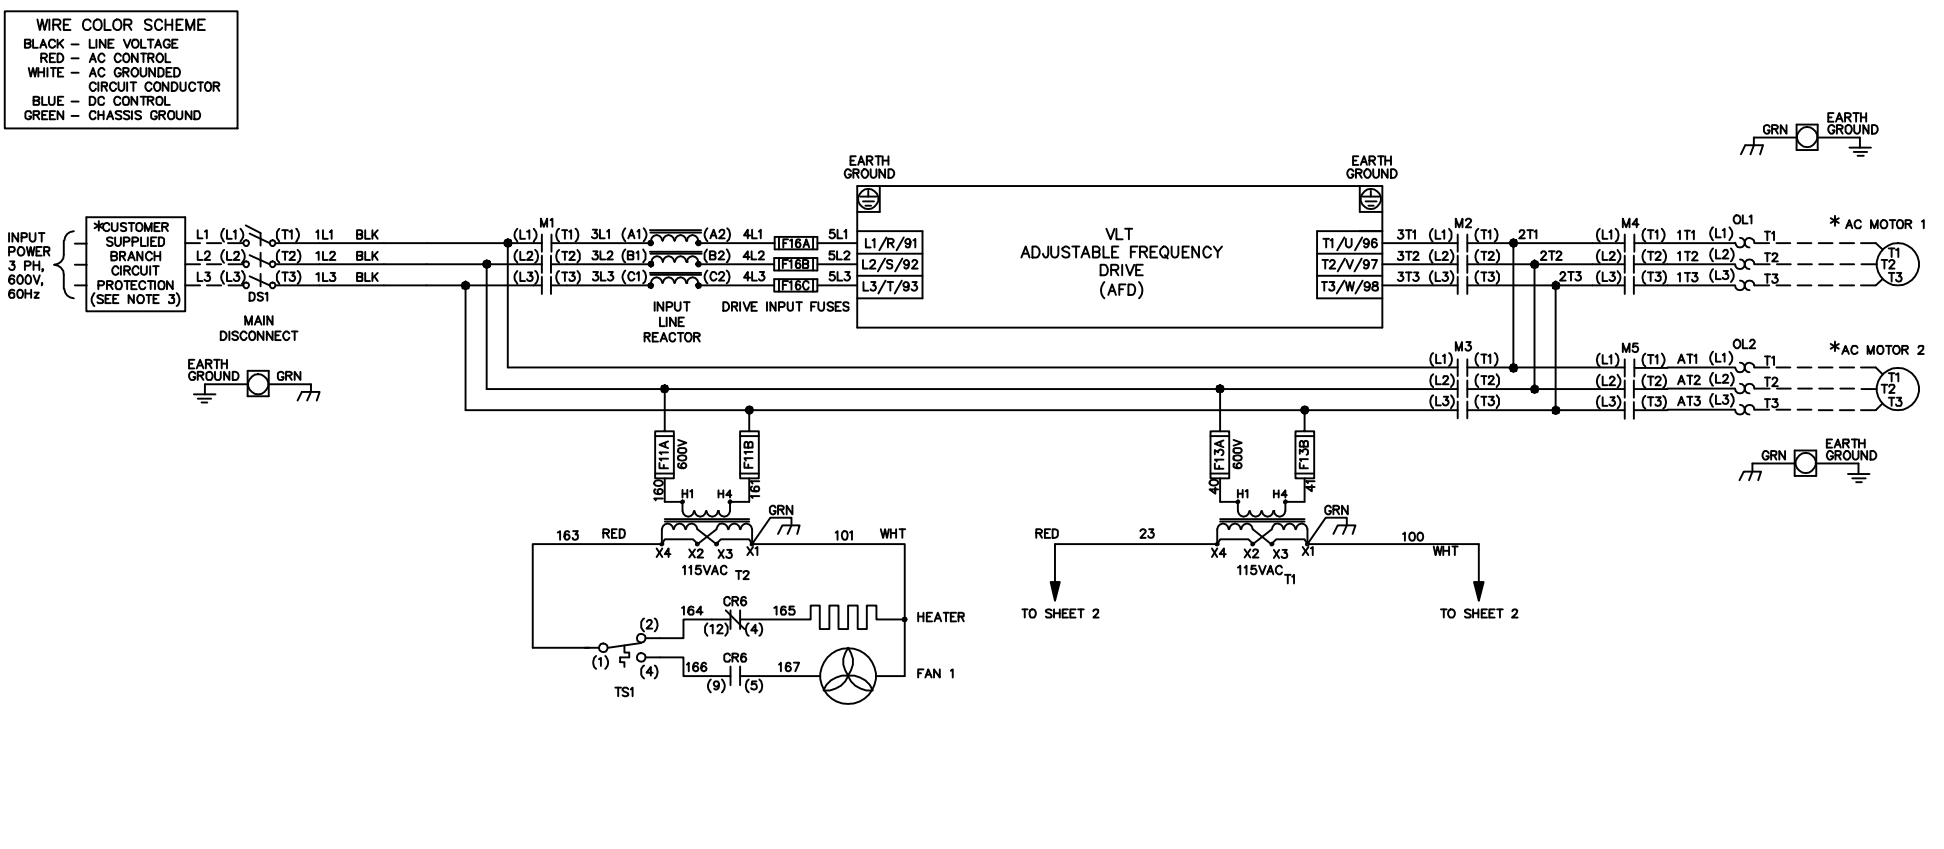 WIRE COLOR SCHEME
BLACK – LINE VOLTAGE
RED – AC CONTROL
WHITE – AC GROUNDED
CIRCUIT CONDUCTOR
BLUE – DC CONTROL
GREEN – CHASSIS GROUND
GRN
EARTH
GROUND
EARTH
GROUND
EARTH
GROUND
INPUT
POWER
3 PH,
600V,
60Hz
*CUSTOMER
SUPPLIED
BRANCH
CIRCUIT
PROTECTION
(SEE NOTE 3)
L1 (L1) (T1) 1L1 BLK
L2 (L2) (T2) 1L2 BLK
L3 (L3) (T3) 1L3 BLK
DS1
MAIN
DISCONNECT
EARTH
GROUND
GRN
M1
(L1) (T1) 3L1 (A1) (A2) 4L1 F16A 5L1 L1/R/91
(L2) (T2) 3L2 (B1) (B2) 4L2 F16B 5L2 L2/S/92
(L3) (T3) 3L3 (C1) (C2) 4L3 F16C 5L3 L3/T/93
INPUT
LINE
REACTOR
DRIVE INPUT FUSES
VLT
ADJUSTABLE FREQUENCY
DRIVE
(AFD)
M2 M4 OL1 * AC MOTOR 1
T1/U/96 3T1 (L1) (T1) 2T1 (L1) (T1) 1T1 (L1) T1 T1
T2/V/97 3T2 (L2) (T2) 2T2 (L2) (T2) 1T2 (L2) T2 T2
T3/W/98 3T3 (L3) (T3) 2T3 (L3) (T3) 1T3 (L3) T3 T3
M3 M5 OL2 *AC MOTOR 2
(L1) (T1) (L1) (T1) AT1 (L1) T1 T1
(L2) (T2) (L2) (T2) AT2 (L2) T2 T2
(L3) (T3) (L3) (T3) AT3 (L3) T3 T3
GRN
EARTH
GROUND
F11A
600V
F11B
160
161
H1 H4
GRN
163 RED
101 WHT
X4 X2 X3 X1
115VAC T2
164 CR6 165
(12) (4)
HEATER
(2)
(1)
(4)
TS1
166 CR6 167
(9) (5)
FAN 1
F13A
600V
F13B
40
41
H1 H4
GRN
RED 23
100
WHT
X4 X2 X3 X1
115VAC T1
TO SHEET 2
TO SHEET 2